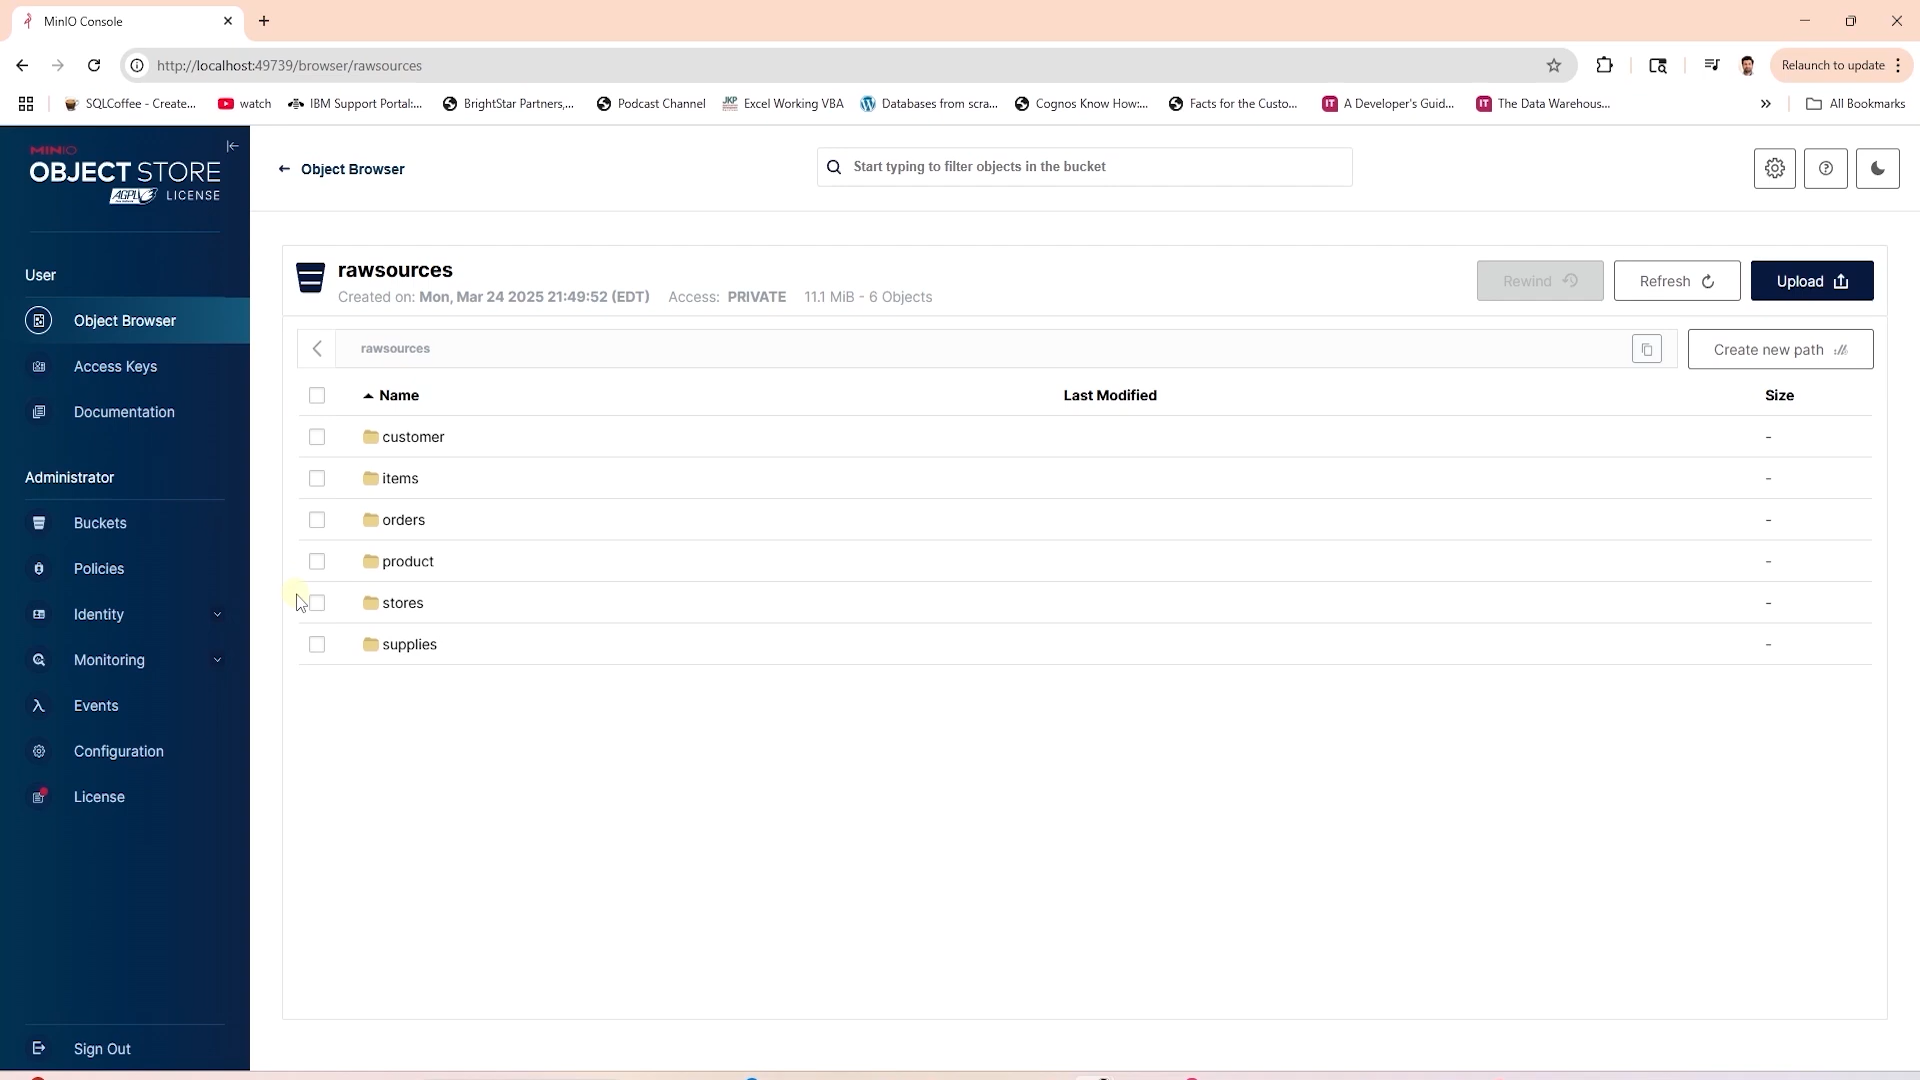 MinIO Console
http://localhost:49739/browser/rawsources
Relaunch to update
SQLCoffee - Create...
watch
IBM Support Portal:...
BrightStar Partners,...
Podcast Channel
JKP
Excel Working VBA
Databases from scra...
Cognos Know How:...
Facts for the Custo...
IT
A Developer's Guid...
IT
The Data Warehous...
»
All Bookmarks
MINIO
OBJECT STORE
AGPLv3 LICENSE
User
Object Browser
Access Keys
Documentation
Administrator
Buckets
Policies
Identity
Monitoring
Events
Configuration
License
Sign Out
Object Browser
Start typing to filter objects in the bucket
rawsources
Created on: Mon, Mar 24 2025 21:49:52 (EDT) Access: PRIVATE 11.1 MiB - 6 Objects
Rewind
Refresh
Upload
rawsources
Create new path
Name Last Modified Size
customer -
items -
orders -
product -
stores -
supplies -